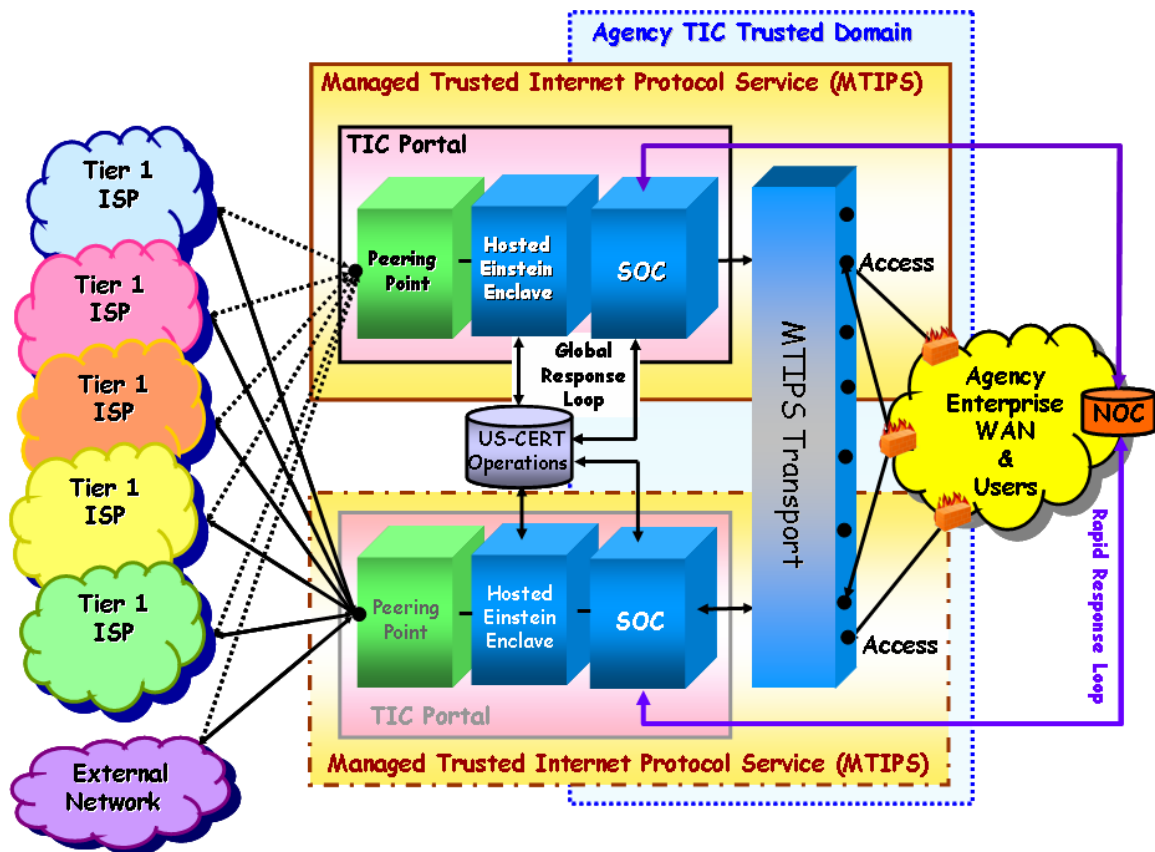 Agency TIC Trusted Domain
Managed Trusted Internet Protocol Service (MTIPS)
TIC Portal
Tier 1
ISP
Tier 1
ISP
Tier 1
ISP
Tier 1
ISP
Tier 1
ISP
External
Network
Peering
Point
Hosted
Einstein
Enclave
SOC
Global
Response
Loop
US-CERT
Operations
MTIPS Transport
Access
Agency
Enterprise
WAN
&
Users
NOC
Rapid Response Loop
Peering
Point
Hosted
Einstein
Enclave
SOC
Access
TIC Portal
Managed Trusted Internet Protocol Service (MTIPS)